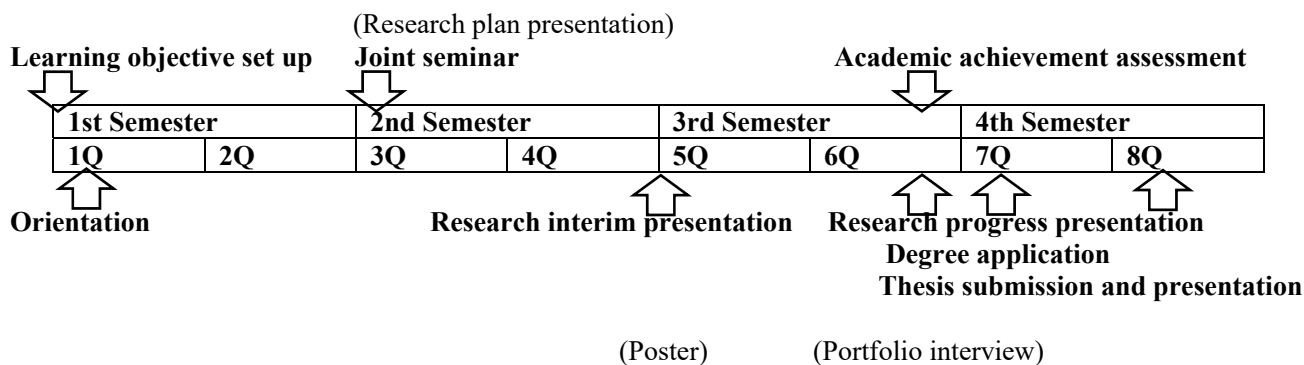 (Research plan presentation)
Learning objective set up Joint seminar Academic achievement assessment
1st Semester 2nd Semester 3rd Semester 4th Semester
1Q 2Q 3Q 4Q 5Q 6Q 7Q 8Q
Orientation Research interim presentation Research progress presentation
Degree application
Thesis submission and presentation
(Poster) (Portfolio interview)